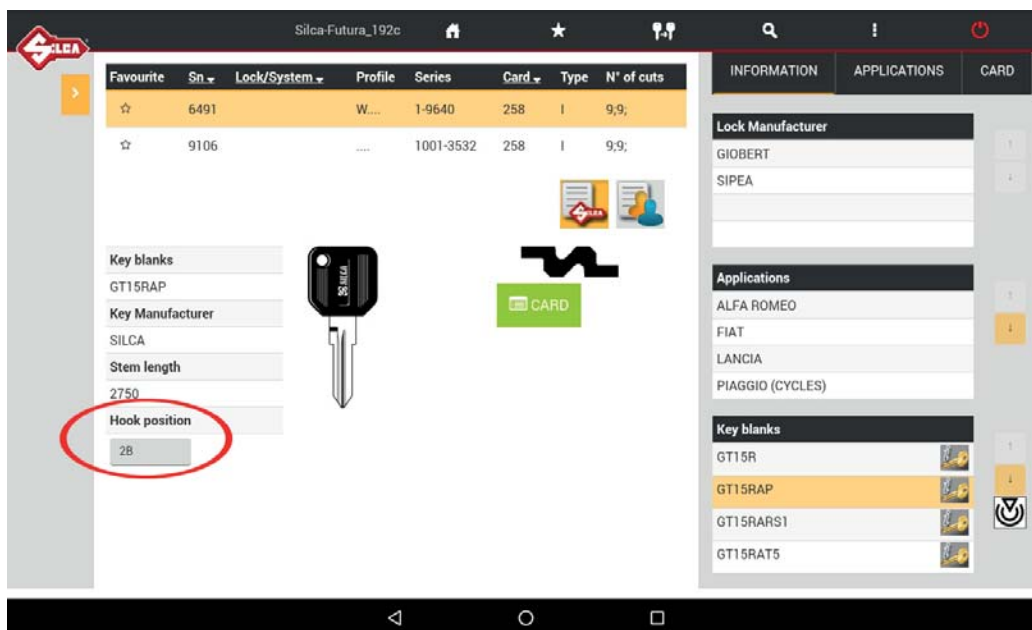 SILCA
Silca-Futura_192c
Favourite Sn Lock/System Profile Series Card Type N° of cuts
6491 W.... 1-9640 258 I 9;9;
9106 .... 1001-3532 258 I 9;9;
Key blanks
GT15RAP
Key Manufacturer
SILCA
Stem length
2750
Hook position
2B
SILCA
CARD
INFORMATION APPLICATIONS CARD
Lock Manufacturer
GIOBERT
SIPEA
Applications
ALFA ROMEO
FIAT
LANCIA
PIAGGIO (CYCLES)
Key blanks
GT15R
GT15RAP
GT15RARS1
GT15RAT5